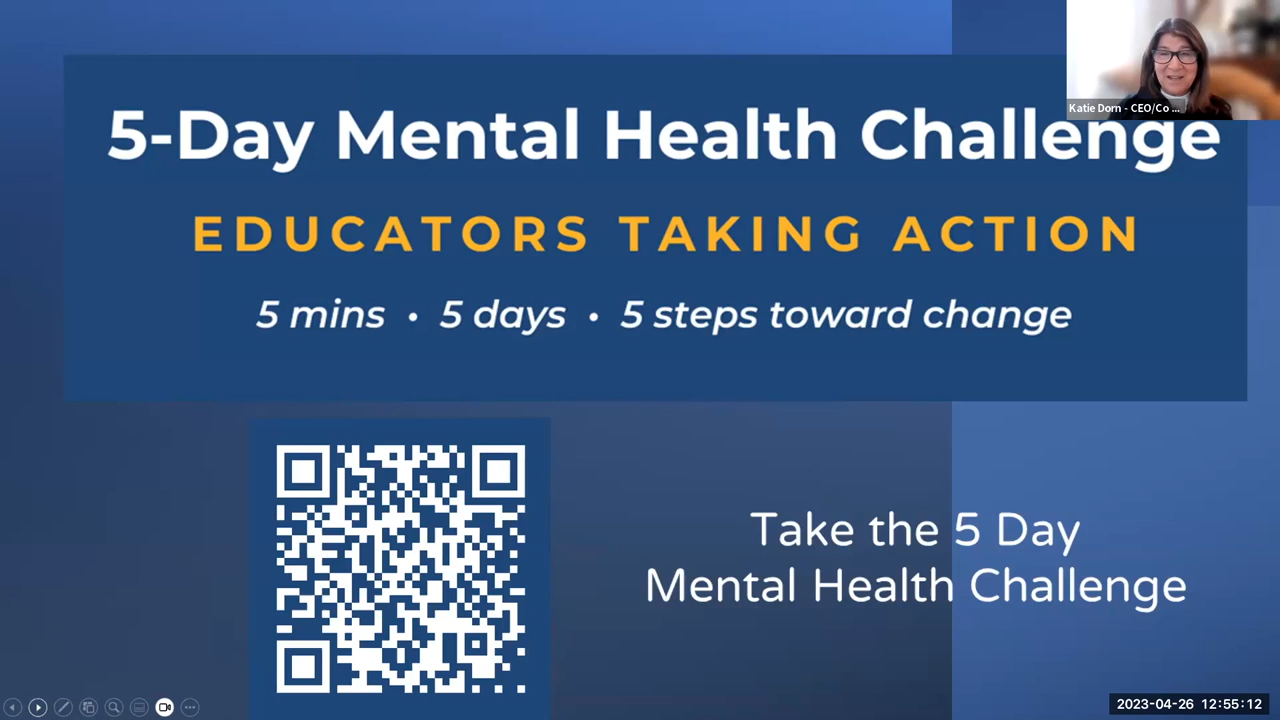 Katie Dorn - CEO/Co ...
5-Day Mental Health Challenge
EDUCATORS TAKING ACTION
5 mins • 5 days • 5 steps toward change
Take the 5 Day
Mental Health Challenge
2023-04-26 12:55:12